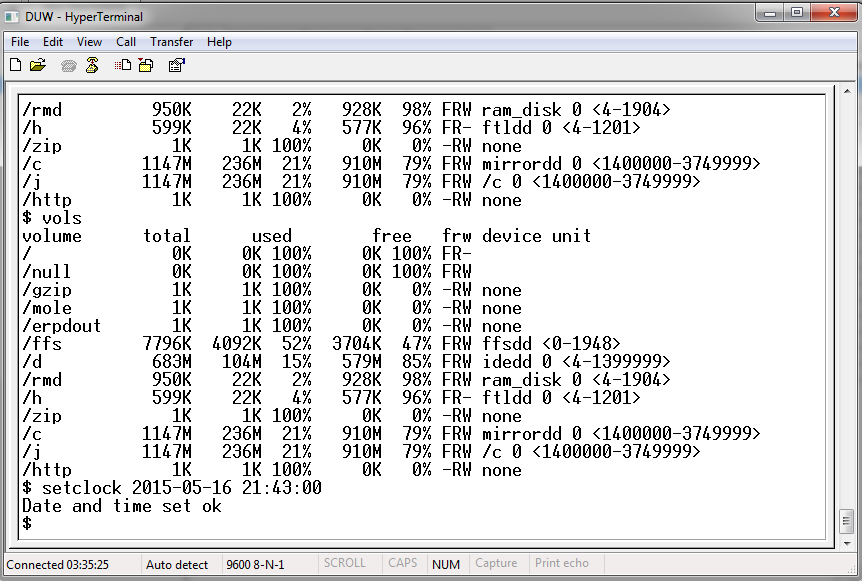 DUW - HyperTerminal
File Edit View Call Transfer Help
/rmd 950K 22K 2% 928K 98% FRW ram_disk 0 <4-1904>
/h 599K 22K 4% 577K 96% FR- ftldd 0 <4-1201>
/zip 1K 1K 100% 0K 0% -RW none
/c 1147M 236M 21% 910M 79% FRW mirrordd 0 <1400000-3749999>
/j 1147M 236M 21% 910M 79% FRW /c 0 <1400000-3749999>
/http 1K 1K 100% 0K 0% -RW none
$ vols
volume total used free frw device unit
/ 0K 0K 100% 0K 100% FR-
/null 0K 0K 100% 0K 100% FRW
/gzip 1K 1K 100% 0K 0% -RW none
/mole 1K 1K 100% 0K 0% -RW none
/erpdout 1K 1K 100% 0K 0% -RW none
/ffs 7796K 4092K 52% 3704K 47% FRW ffsdd <0-1948>
/d 683M 104M 15% 579M 85% FRW idedd 0 <4-1399999>
/rmd 950K 22K 2% 928K 98% FRW ram_disk 0 <4-1904>
/h 599K 22K 4% 577K 96% FR- ftldd 0 <4-1201>
/zip 1K 1K 100% 0K 0% -RW none
/c 1147M 236M 21% 910M 79% FRW mirrordd 0 <1400000-3749999>
/j 1147M 236M 21% 910M 79% FRW /c 0 <1400000-3749999>
/http 1K 1K 100% 0K 0% -RW none
$ setclock 2015-05-16 21:43:00
Date and time set ok
$
Connected 03:35:25 Auto detect 9600 8-N-1 SCROLL CAPS NUM Capture Print echo